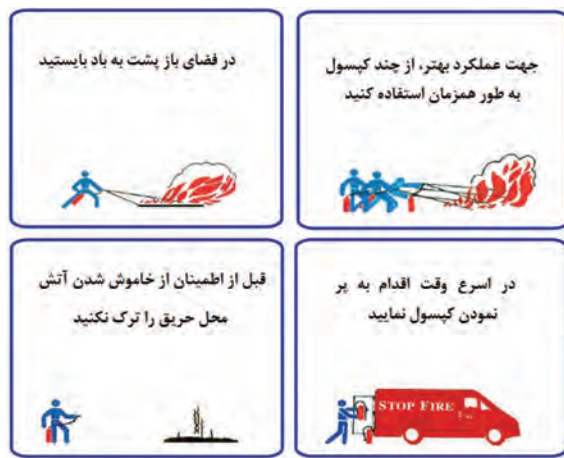 جهت عملکرد بهتر، از چند کپسول
به طور همزمان استفاده کنید
در فضای باز پشت به باد بایستید
در اسرع وقت اقدام به پر
نمودن کپسول نمایید
STOP FIRE
قبل از اطمینان از خاموش شدن آتش
محل حریق را ترک نکنید